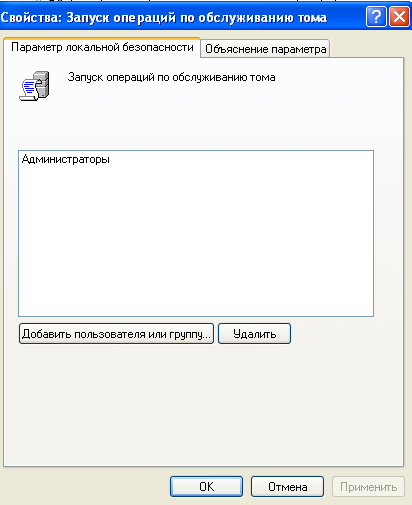 Свойства: Запуск операций по обслуживанию тома
Параметр локальной безопасности
Объяснение параметра
Запуск операций по обслуживанию тома
Администраторы
Добавить пользователя или группу...
Удалить
OK
Отмена
Применить